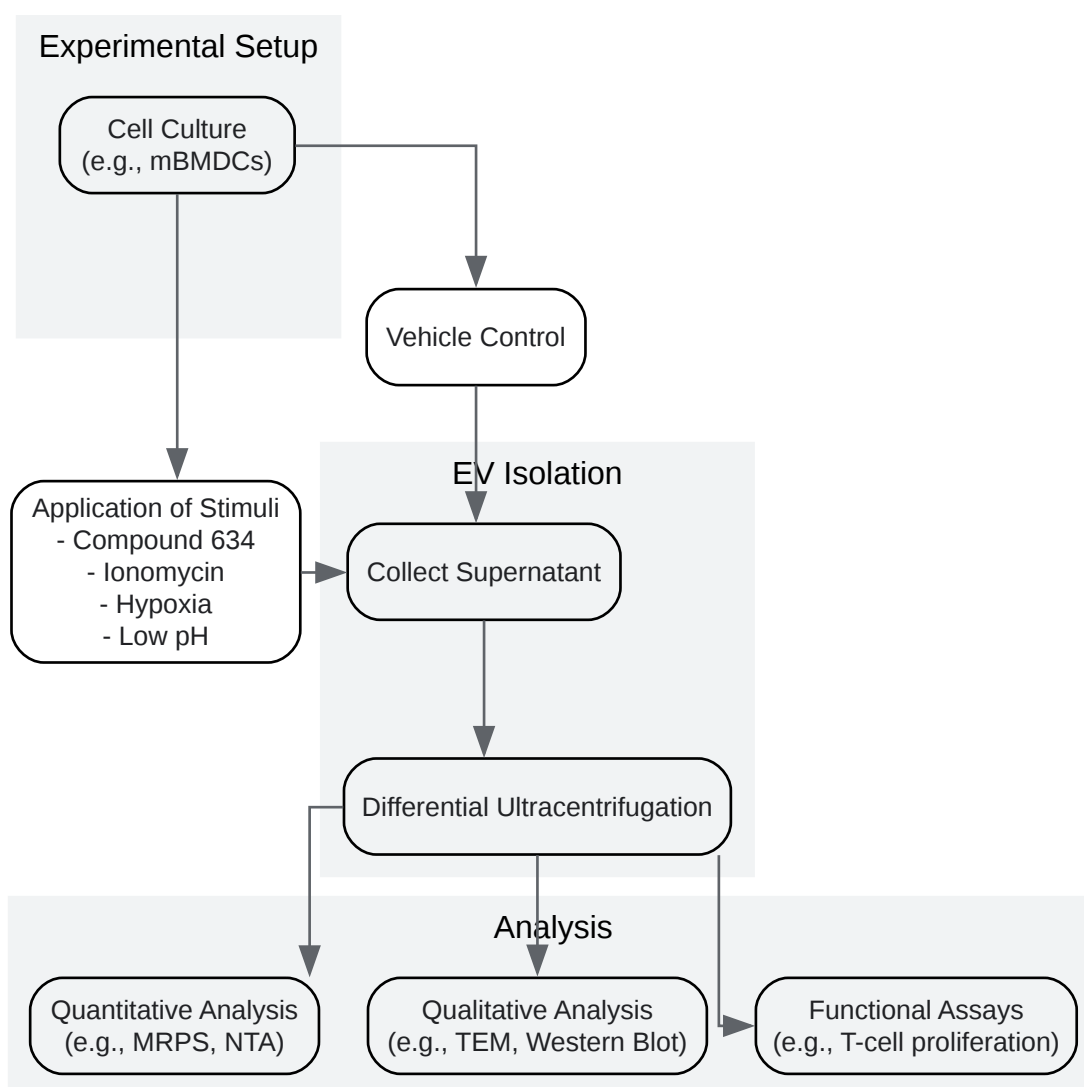 Experimental Setup
Cell Culture
(e.g., mBMDCs)
Vehicle Control
EV Isolation
Application of Stimuli
- Compound 634
- Ionomycin
- Hypoxia
- Low pH
Collect Supernatant
Differential Ultracentrifugation
Analysis
Quantitative Analysis
(e.g., MRPS, NTA)
Qualitative Analysis
(e.g., TEM, Western Blot)
Functional Assays
(e.g., T-cell proliferation)